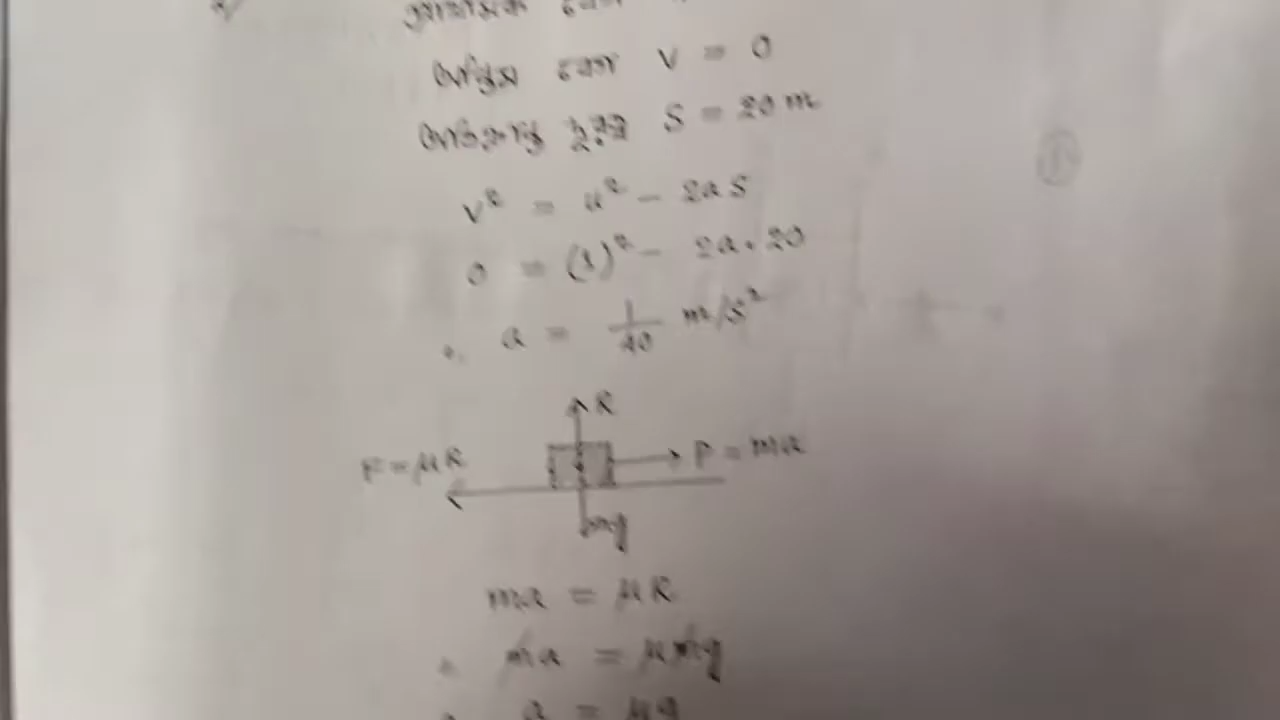 বেগ
অন্তিম বেগ v = 0
অতিক্রান্ত দূরত্ব S = 20 m
v² = u² - 2as
0 = (1)² - 2a.20
∴ a = 1/40 m/s²
R
F = μR
P = ma
mg
ma = μR
∴ ma = μmg
∴ a = μg